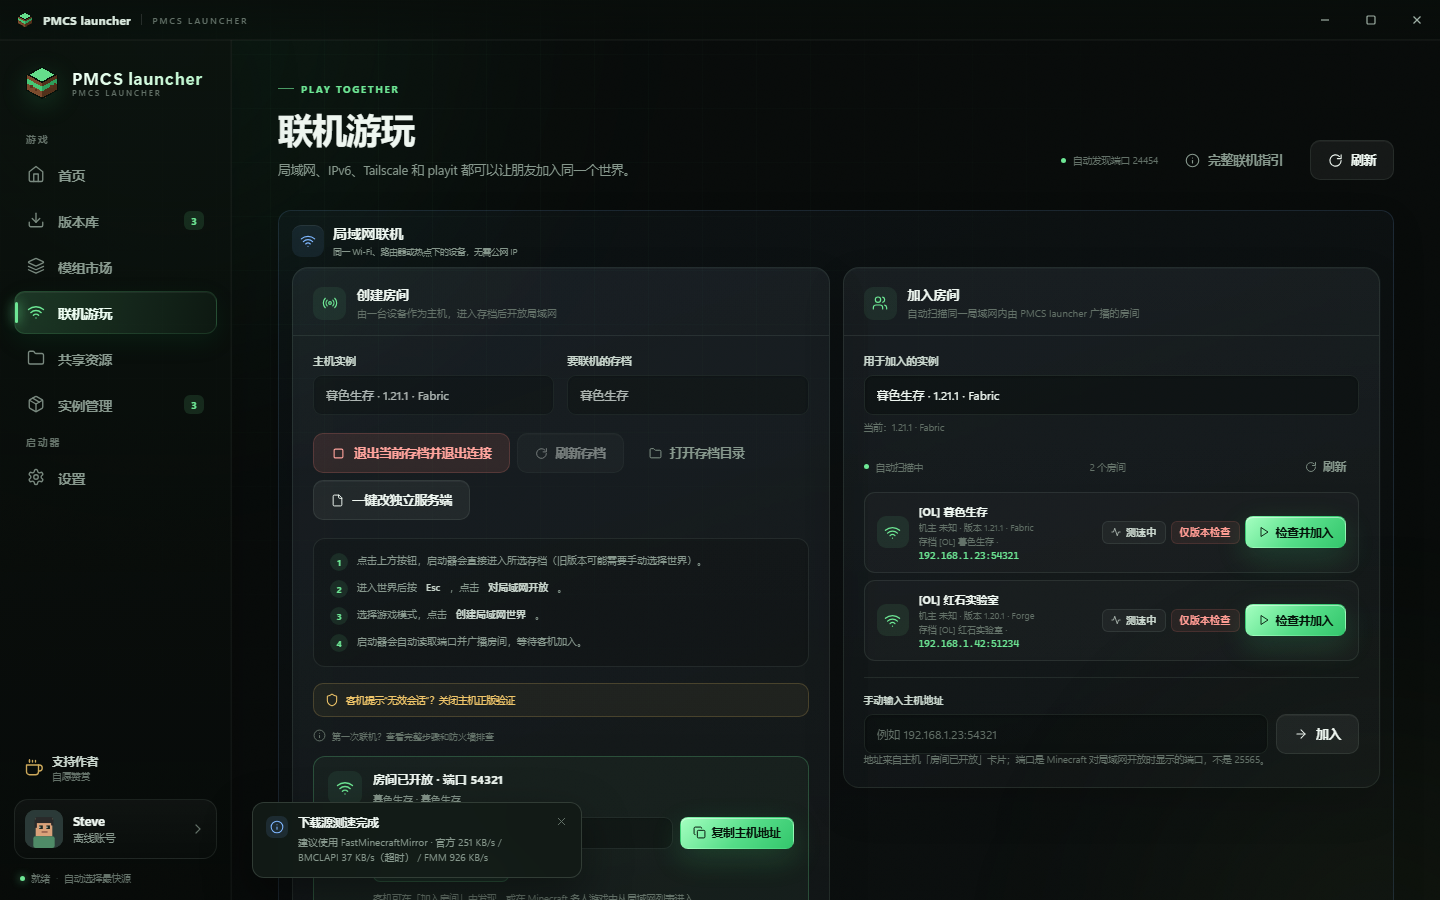 PMCS launcher PMCS LAUNCHER
PMCS launcher
PMCS LAUNCHER
游戏
首页
版本库 3
模组市场
联机游玩
共享资源
实例管理 3
启动器
设置
支持作者
自愿赞赏
Steve
离线账号
就绪 · 自动选择最快源
PLAY TOGETHER
联机游玩
局域网、IPv6、Tailscale 和 playit 都可以让朋友加入同一个世界。
自动发现端口 24454
完整联机指引
刷新
局域网联机
同一 Wi-Fi、路由器或热点下的设备，无需公网 IP
创建房间
由一台设备作为主机，进入存档后开放局域网
主机实例
要联机的存档
暮色生存 · 1.21.1 · Fabric
暮色生存
退出当前存档并退出连接
刷新存档
打开存档目录
一键改独立服务端
1 点击上方按钮，启动器会直接进入所选存档（旧版本可能需要手动选择世界）。
2 进入世界后按 Esc ，点击 对局域网开放 。
3 选择游戏模式，点击 创建局域网世界 。
4 启动器会自动读取端口并广播房间，等待客机加入。
客机提示“无效会话”？关闭主机正版验证
第一次联机？查看完整步骤和防火墙排查
房间已开放 · 端口 54321
暮色生存 · 暮色生存
复制主机地址
客机可在「加入房间」中发现，或在 Minecraft 多人游戏中从局域网列表进入
下载源测速完成
建议使用 FastMinecraftMirror · 官方 251 KB/s /
BMCLAPI 37 KB/s（超时） / FMM 926 KB/s
加入房间
自动扫描同一局域网内由 PMCS launcher 广播的房间
用于加入的实例
暮色生存 · 1.21.1 · Fabric
当前：1.21.1 · Fabric
自动扫描中
2 个房间
刷新
[OL] 暮色生存
机主 未知 · 版本 1.21.1 · Fabric
存档 [OL] 暮色生存 ·
192.168.1.23:54321
测速中
仅版本检查
检查并加入
[OL] 红石实验室
机主 未知 · 版本 1.20.1 · Forge
存档 [OL] 红石实验室 ·
192.168.1.42:51234
测速中
仅版本检查
检查并加入
手动输入主机地址
例如 192.168.1.23:54321
加入
地址来自主机「房间已开放」卡片；端口是 Minecraft 对局域网开放时显示的端口，不是 25565。